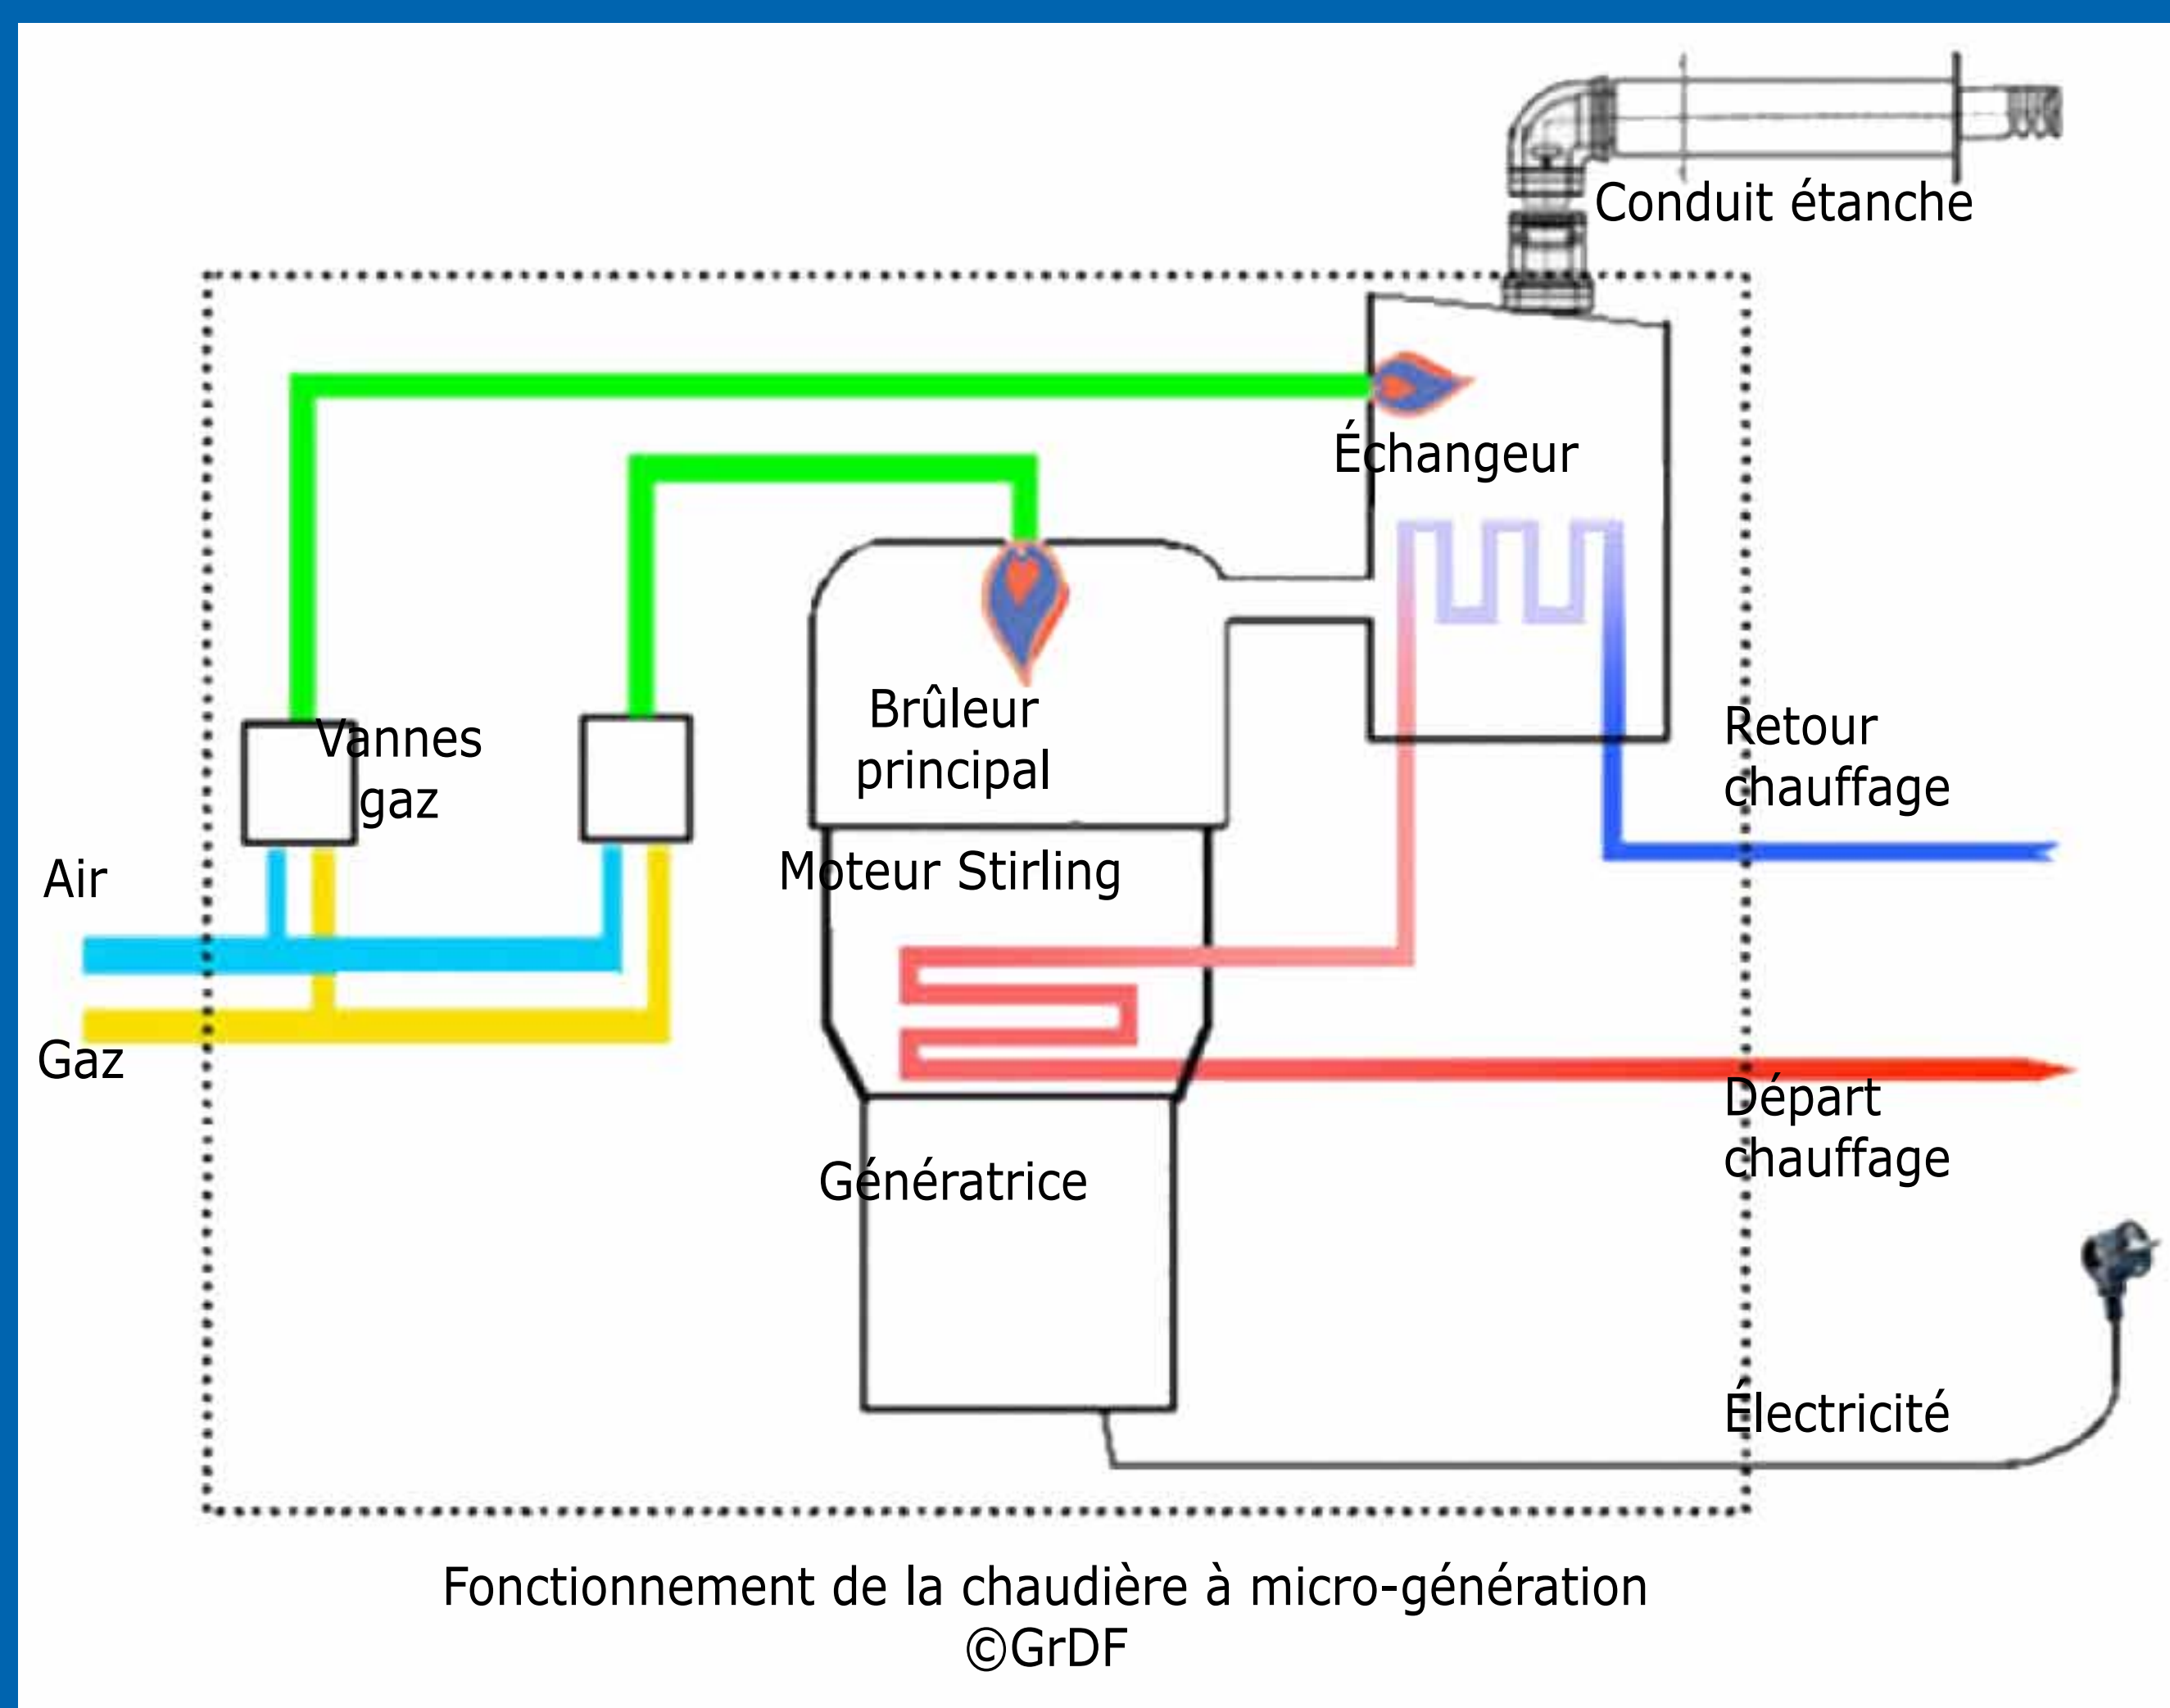 Conduit étanche
Échangeur
Vannes
gaz
Brûleur
principal
Retour
chauffage
Air
Moteur Stirling
Gaz
Départ
chauffage
Génératrice
Électricité
Fonctionnement de la chaudière à micro-génération
©GrDF